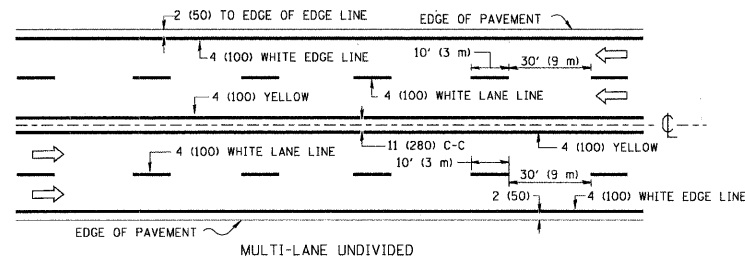 2 (50) TO EDGE OF EDGE LINE
EDGE OF PAVEMENT
4 (100) WHITE EDGE LINE
10' (3 m)
30' (9 m)
4 (100) YELLOW
4 (100) WHITE LANE LINE
CL
4 (100) WHITE LANE LINE
11 (280) C-C
4 (100) YELLOW
10' (3 m)
30' (9 m)
2 (50)
4 (100) WHITE EDGE LINE
EDGE OF PAVEMENT
MULTI-LANE UNDIVIDED